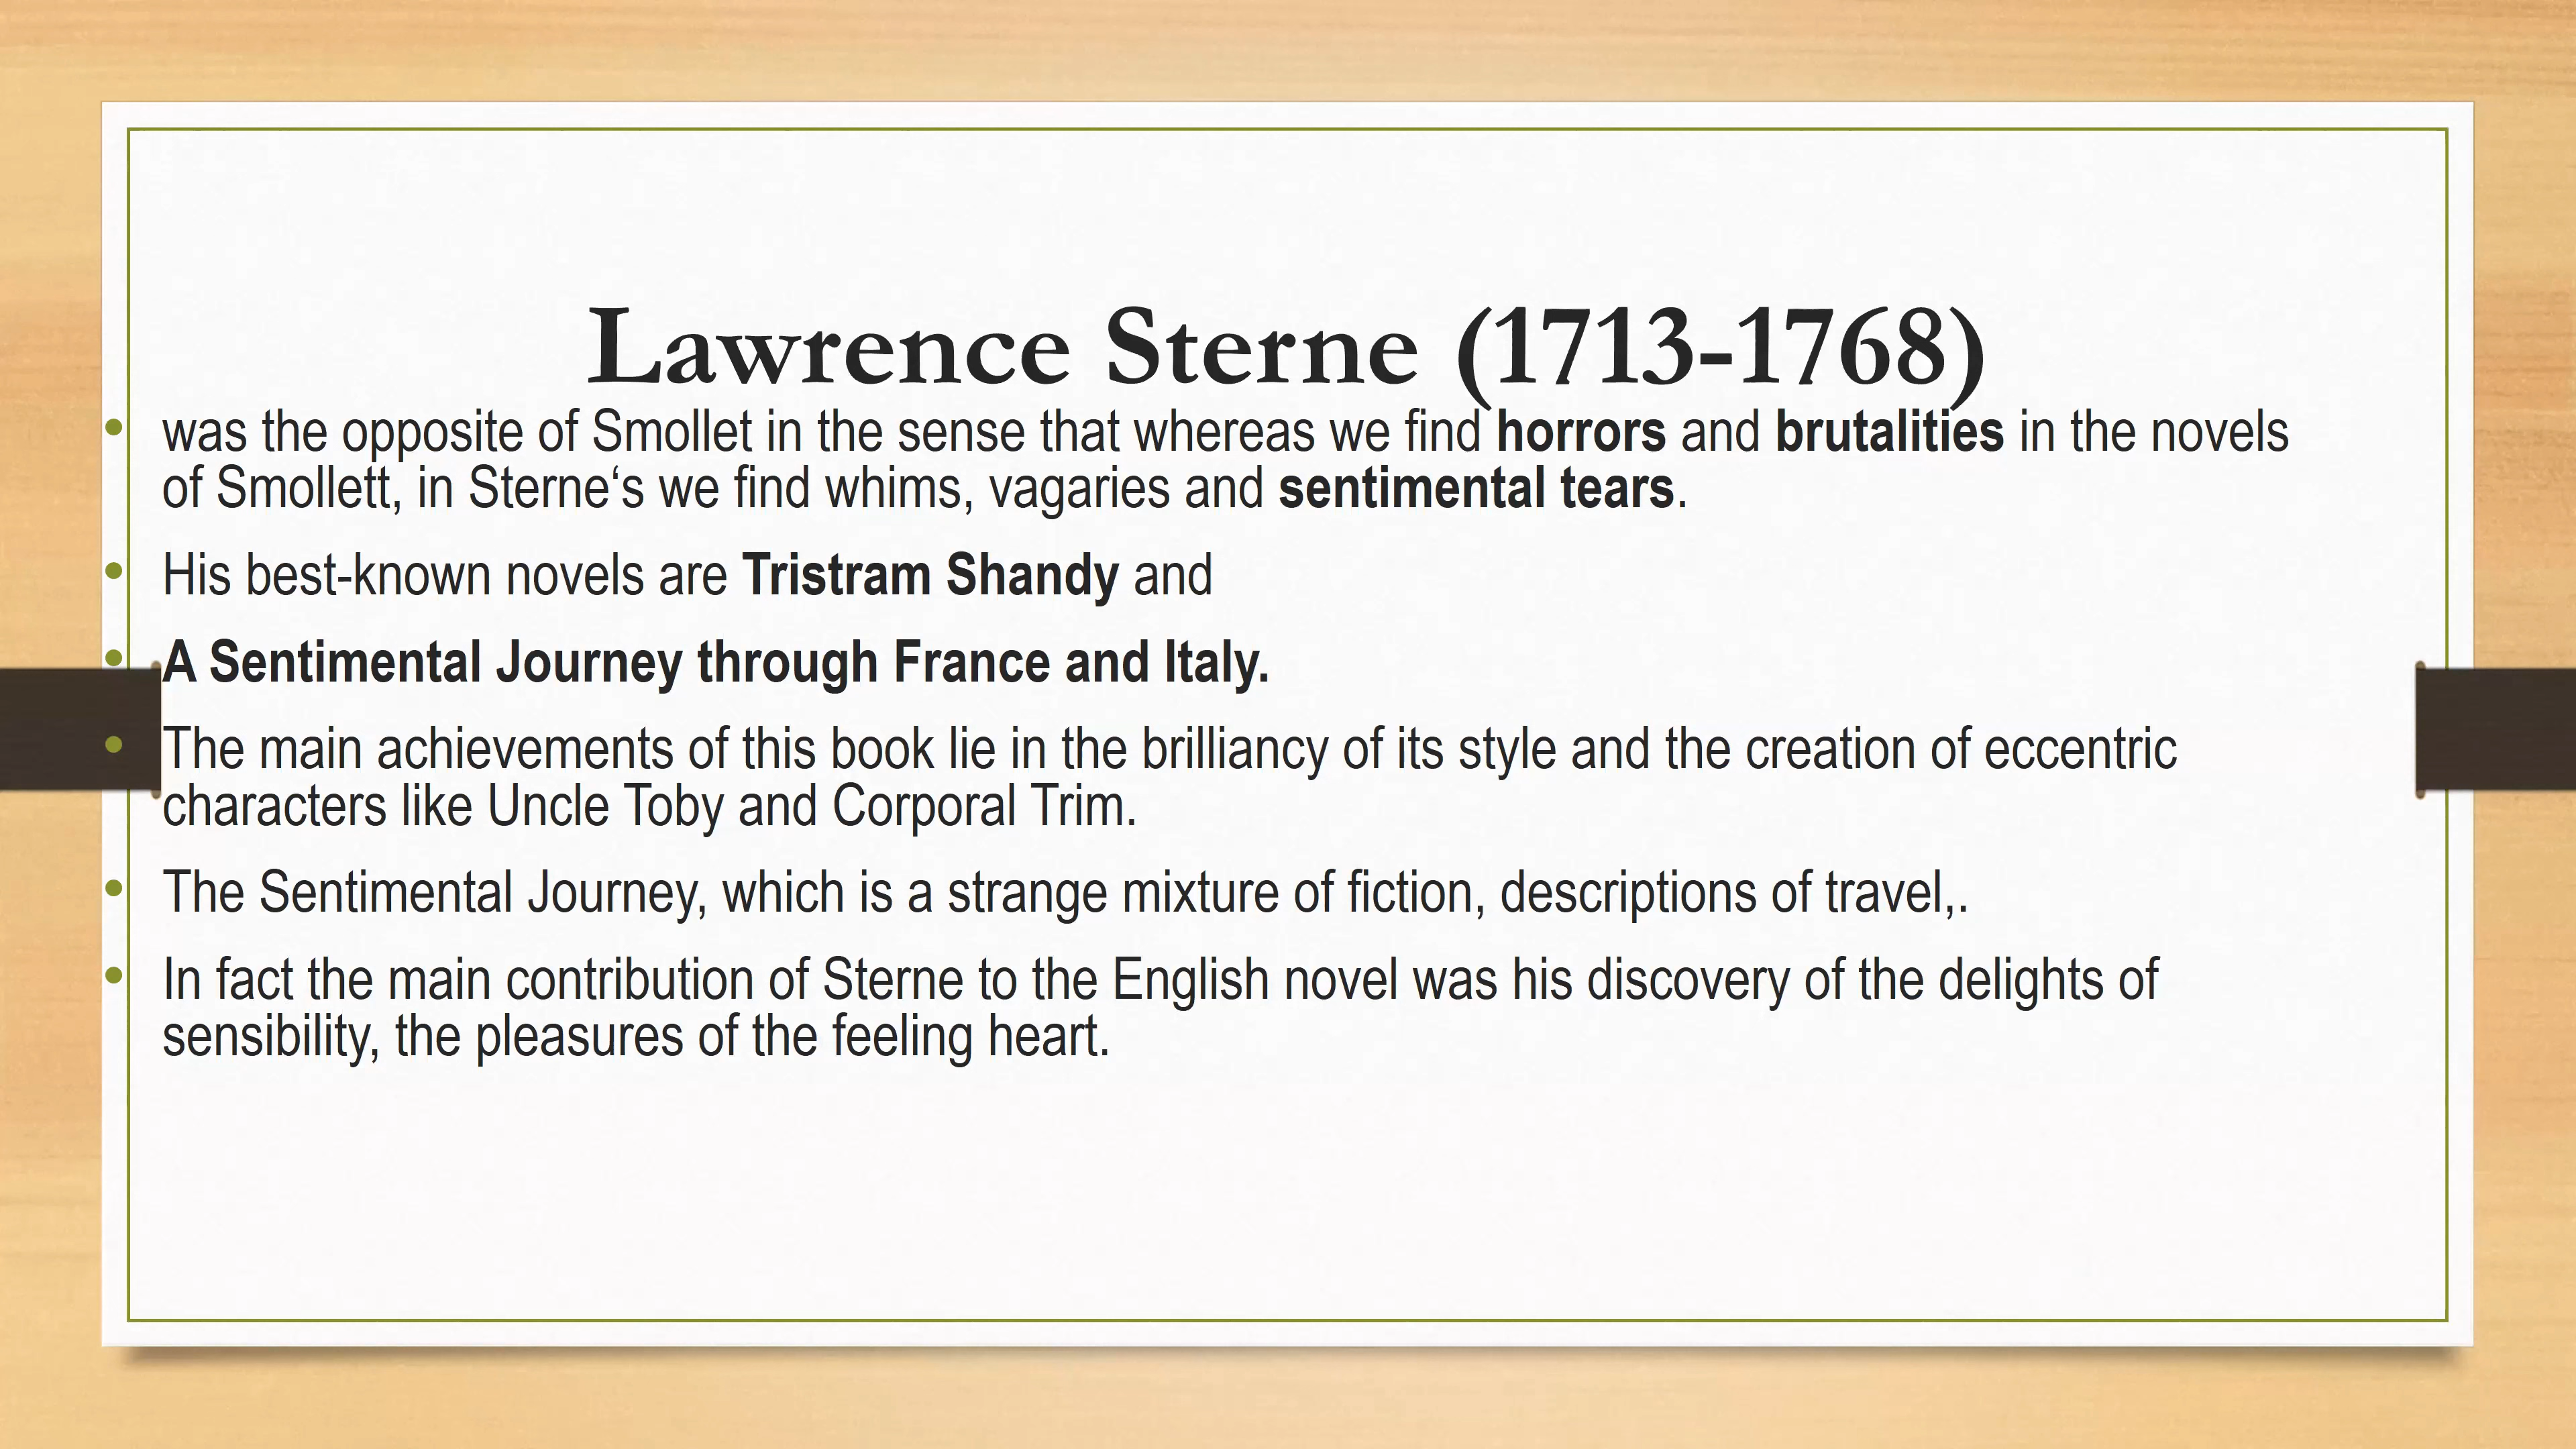 Lawrence Sterne (1713-1768)
• was the opposite of Smollet in the sense that whereas we find horrors and brutalities in the novels
of Smollett, in Sterne‘s we find whims, vagaries and sentimental tears.
• His best-known novels are Tristram Shandy and
• A Sentimental Journey through France and Italy.
• The main achievements of this book lie in the brilliancy of its style and the creation of eccentric
characters like Uncle Toby and Corporal Trim.
• The Sentimental Journey, which is a strange mixture of fiction, descriptions of travel,.
• In fact the main contribution of Sterne to the English novel was his discovery of the delights of
sensibility, the pleasures of the feeling heart.